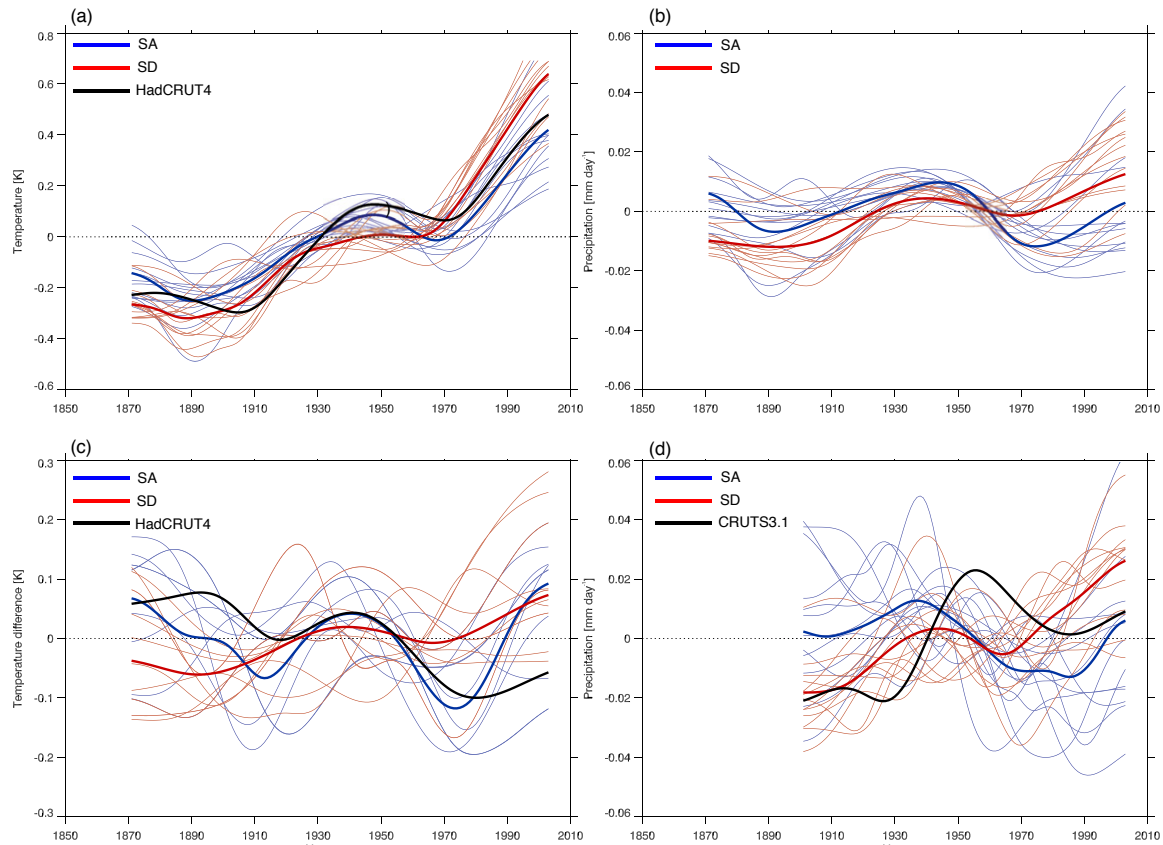 (a)
0.8
0.6
0.4
0.2
0
-0.2
-0.4
-0.6
Temperature [K]
SA
SD
HadCRUT4
1850 1870 1890 1910 1930 1950 1970 1990 2010
(b)
0.06
0.04
0.02
0
-0.02
-0.04
-0.06
Precipitation [mm day⁻¹]
SA
SD
1850 1870 1890 1910 1930 1950 1970 1990 2010
(c)
0.3
0.2
0.1
0
-0.1
-0.2
-0.3
Temperature difference [K]
SA
SD
HadCRUT4
1850 1870 1890 1910 1930 1950 1970 1990 2010
(d)
0.06
0.04
0.02
0
-0.02
-0.04
-0.06
Precipitation [mm day⁻¹]
SA
SD
CRUTS3.1
1850 1870 1890 1910 1930 1950 1970 1990 2010